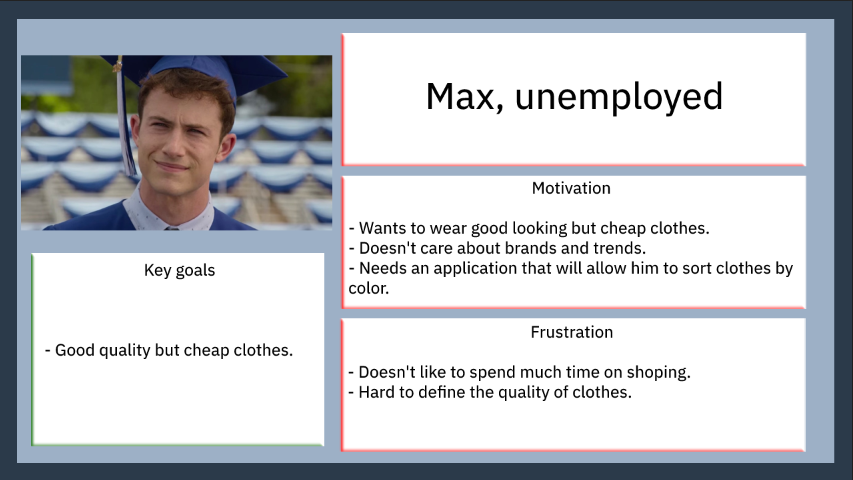 Max, unemployed
Motivation
- Wants to wear good looking but cheap clothes.
- Doesn't care about brands and trends.
- Needs an application that will allow him to sort clothes by
color.
Key goals
- Good quality but cheap clothes.
Frustration
- Doesn't like to spend much time on shoping.
- Hard to define the quality of clothes.